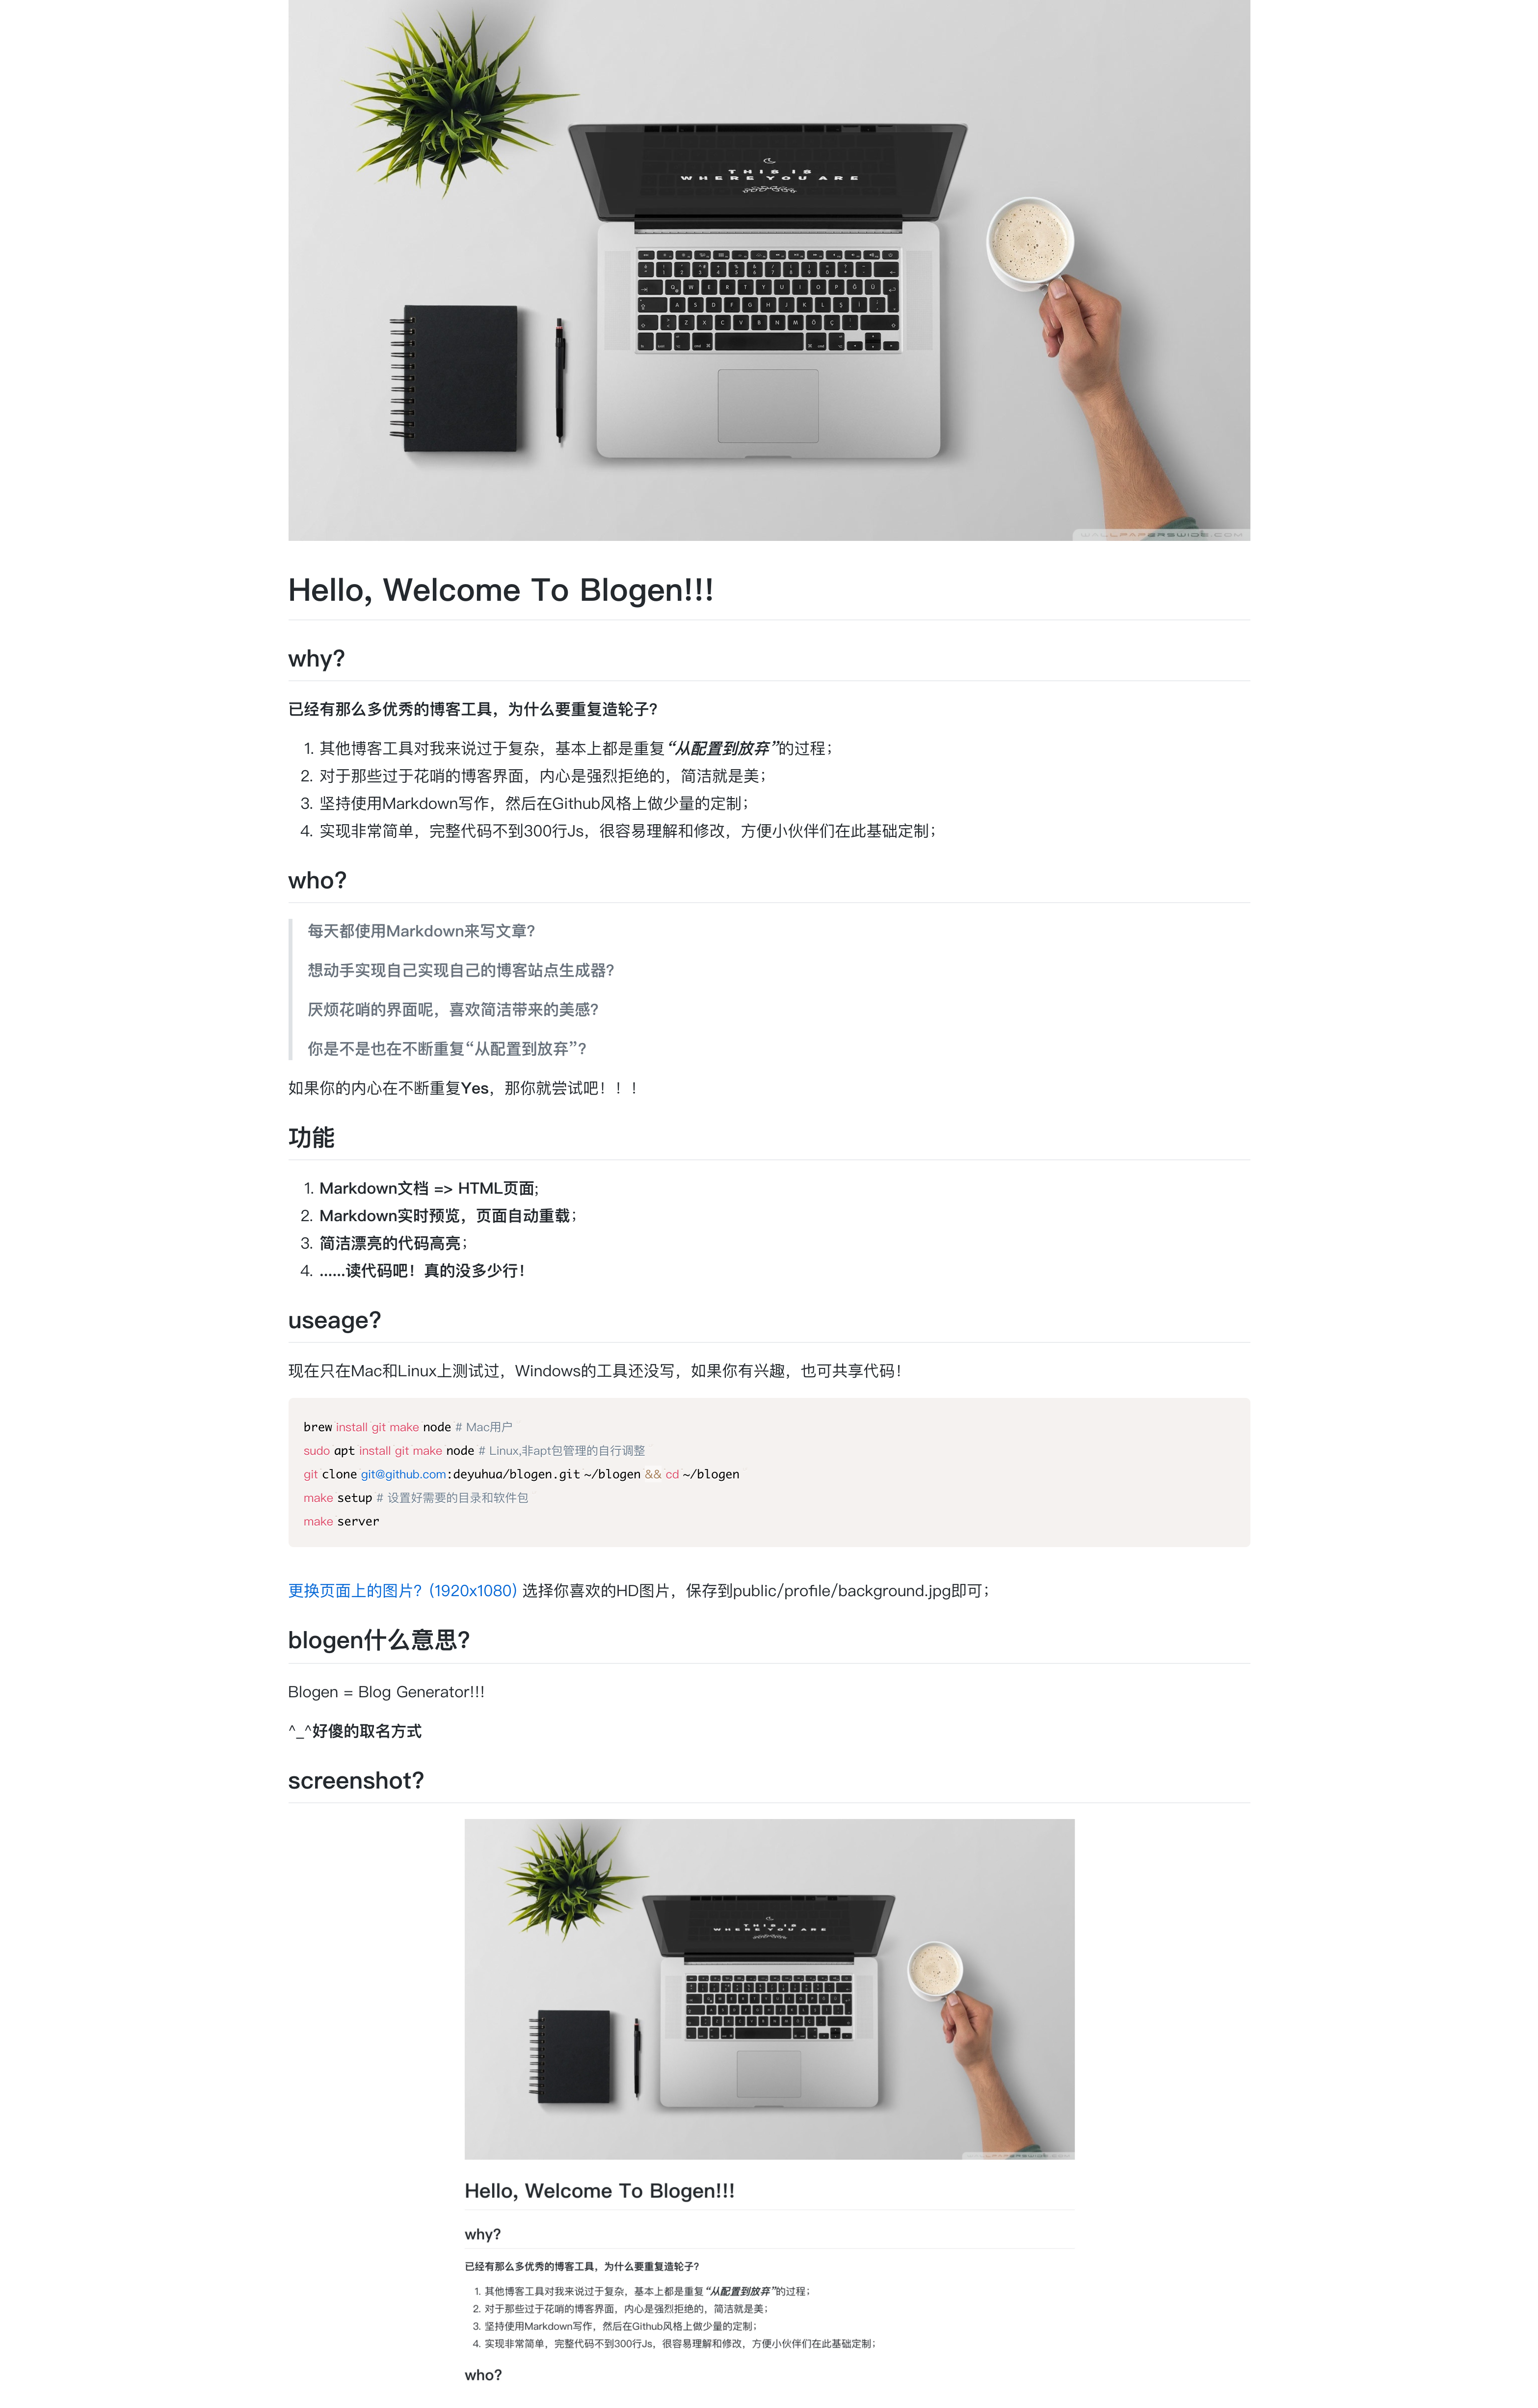 THIS IS
WHERE YOU ARE
WALLPAPERSWIDE.COM
Hello, Welcome To Blogen!!!
why?
已经有那么多优秀的博客工具，为什么要重复造轮子？
1. 其他博客工具对我来说过于复杂，基本上都是重复“从配置到放弃”的过程；
2. 对于那些过于花哨的博客界面，内心是强烈拒绝的，简洁就是美；
3. 坚持使用Markdown写作，然后在Github风格上做少量的定制；
4. 实现非常简单，完整代码不到300行Js，很容易理解和修改，方便小伙伴们在此基础定制；
who?
每天都使用Markdown来写文章？
想动手实现自己实现自己的博客站点生成器？
厌烦花哨的界面呢，喜欢简洁带来的美感？
你是不是也在不断重复“从配置到放弃”？
如果你的内心在不断重复Yes，那你就尝试吧！！！
功能
1. Markdown文档 => HTML页面;
2. Markdown实时预览，页面自动重载；
3. 简洁漂亮的代码高亮；
4. ......读代码吧！真的没多少行！
useage?
现在只在Mac和Linux上测试过，Windows的工具还没写，如果你有兴趣，也可共享代码！
brew install git make node # Mac用户
sudo apt install git make node # Linux,非apt包管理的自行调整
git clone git@github.com:deyuhua/blogen.git ~/blogen && cd ~/blogen
make setup # 设置好需要的目录和软件包
make server
更换页面上的图片？(1920x1080) 选择你喜欢的HD图片，保存到public/profile/background.jpg即可；
blogen什么意思？
Blogen = Blog Generator!!!
^_^好傻的取名方式
screenshot?
THIS IS
WHERE YOU ARE
Hello, Welcome To Blogen!!!
why?
已经有那么多优秀的博客工具，为什么要重复造轮子？
1. 其他博客工具对我来说过于复杂，基本上都是重复“从配置到放弃”的过程；
2. 对于那些过于花哨的博客界面，内心是强烈拒绝的，简洁就是美；
3. 坚持使用Markdown写作，然后在Github风格上做少量的定制；
4. 实现非常简单，完整代码不到300行Js，很容易理解和修改，方便小伙伴们在此基础定制；
who?